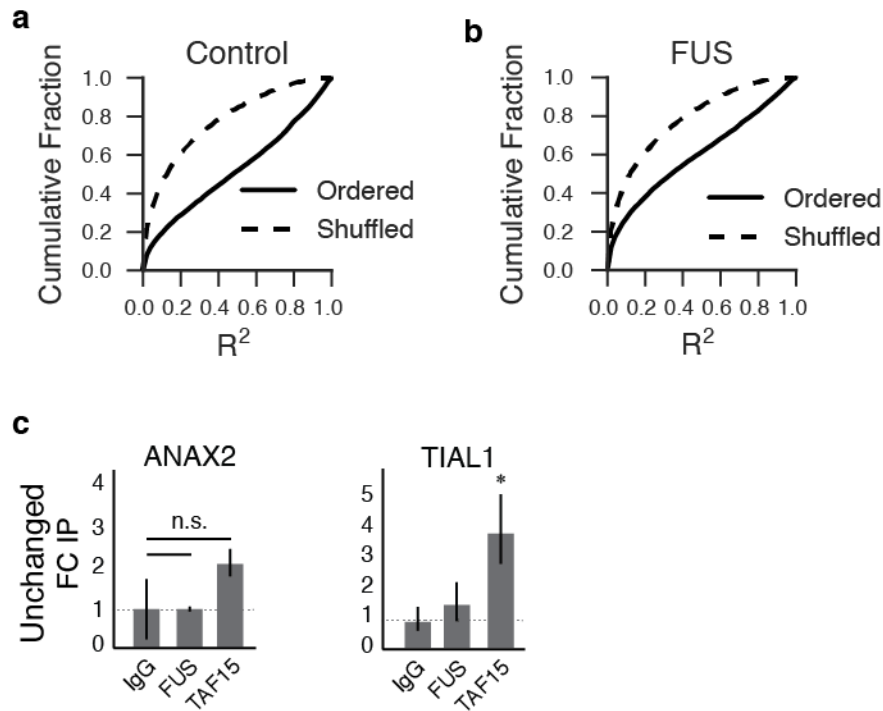 a
Control
Cumulative Fraction
1.0
0.8
0.6
0.4
0.2
0.0
0.0 0.2 0.4 0.6 0.8 1.0
R²
Ordered
Shuffled
b
FUS
Cumulative Fraction
1.0
0.8
0.6
0.4
0.2
0.0
0.0 0.2 0.4 0.6 0.8 1.0
R²
Ordered
Shuffled
c
Unchanged
FC IP
ANAX2
4
3
2
1
0
n.s.
IgG
FUS
TAF15
TIAL1
5
4
3
2
1
0
*
IgG
FUS
TAF15